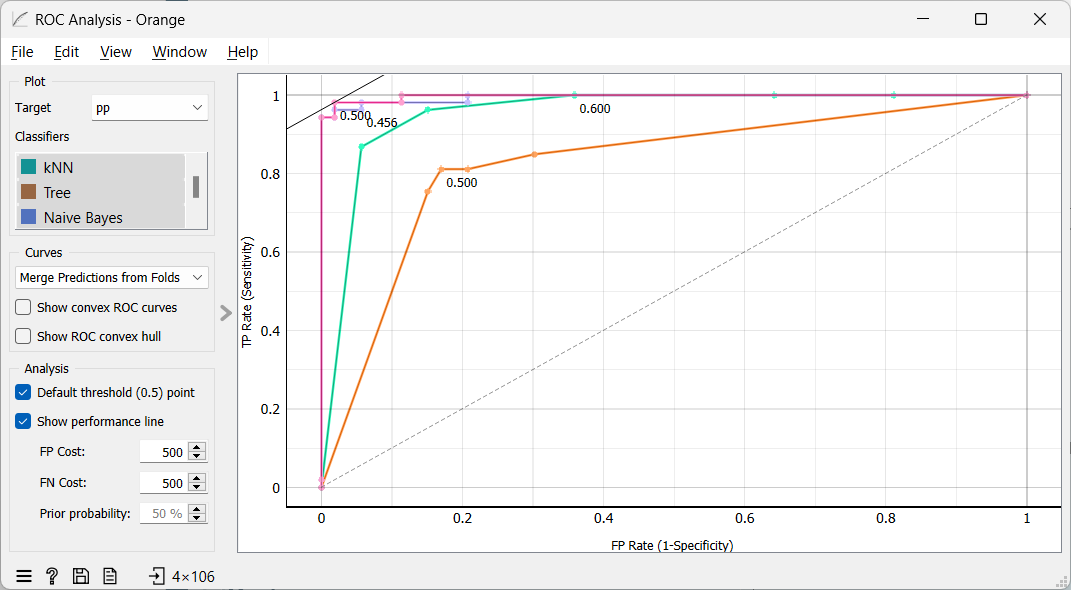 ROC Analysis - Orange
File Edit View Window Help
Plot
Target pp
Classifiers
kNN
Tree
Naive Bayes
Curves
Merge Predictions from Folds
Show convex ROC curves
Show ROC convex hull
Analysis
Default threshold (0.5) point
Show performance line
FP Cost: 500
FN Cost: 500
Prior probability: 50 %
4×106
TP Rate (Sensitivity)
1
0.8
0.6
0.4
0.2
0
0.500
0.456
0.600
0.500
0 0.2 0.4 0.6 0.8 1
FP Rate (1-Specificity)